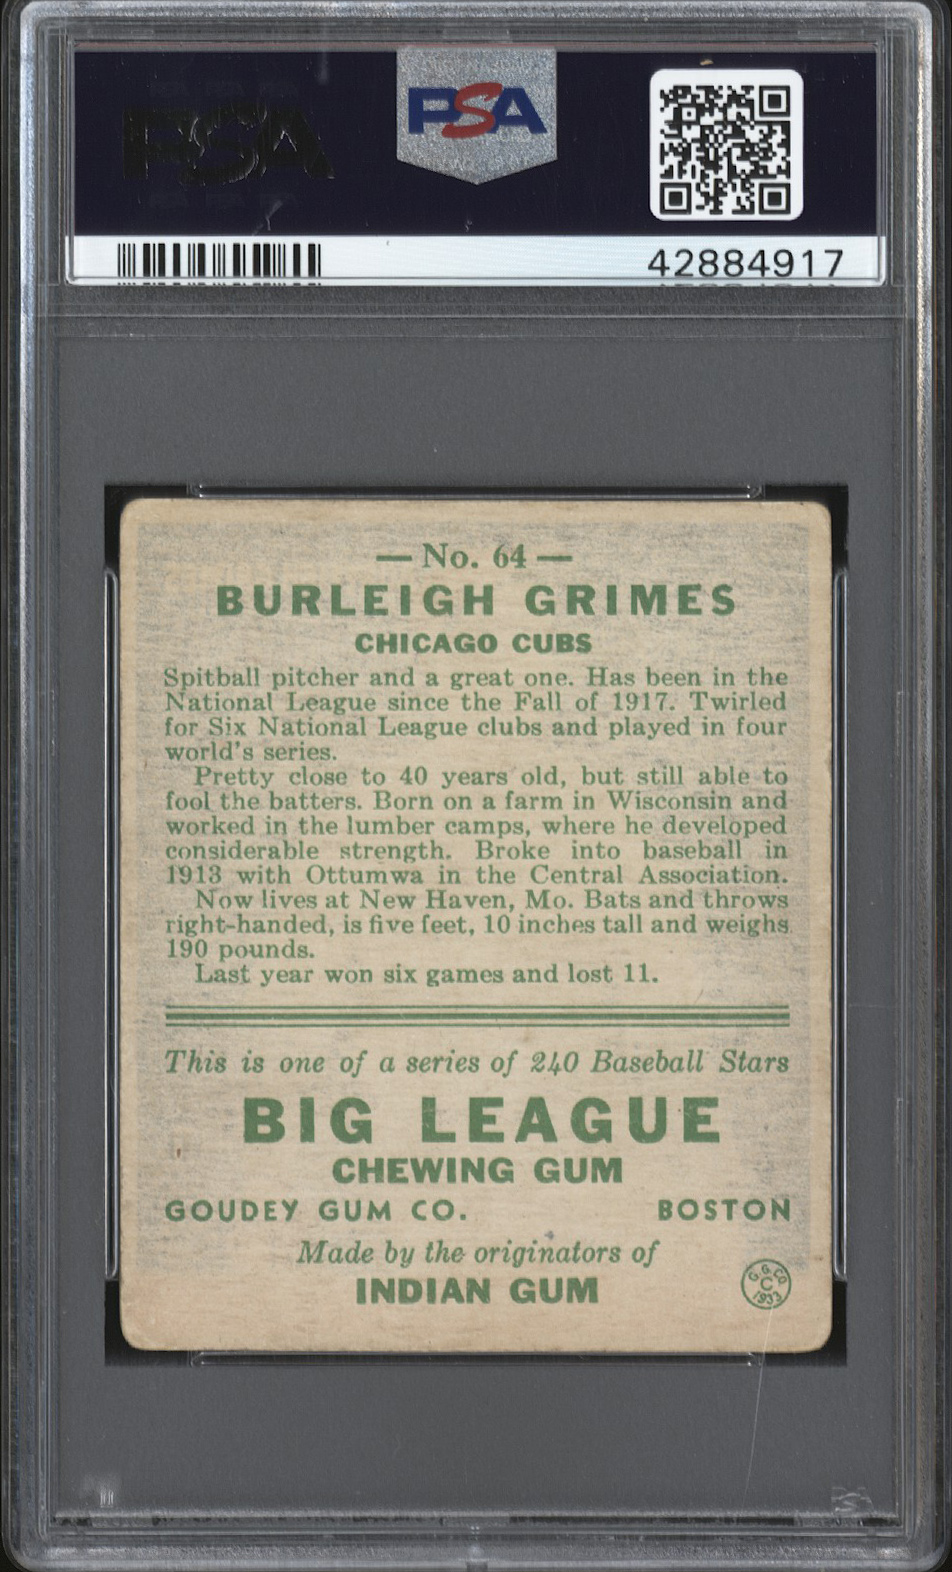 PSA
PSA
42884917
— No. 64 —
BURLEIGH GRIMES
CHICAGO CUBS
Spitball pitcher and a great one. Has been in the
National League since the Fall of 1917. Twirled
for Six National League clubs and played in four
world's series.
Pretty close to 40 years old, but still able to
fool the batters. Born on a farm in Wisconsin and
worked in the lumber camps, where he developed
considerable strength. Broke into baseball in
1913 with Ottumwa in the Central Association.
Now lives at New Haven, Mo. Bats and throws
right-handed, is five feet, 10 inches tall and weighs
190 pounds.
Last year won six games and lost 11.
This is one of a series of 240 Baseball Stars
BIG LEAGUE
CHEWING GUM
GOUDEY GUM CO. BOSTON
Made by the originators of
INDIAN GUM
G. G. CO
C
1933